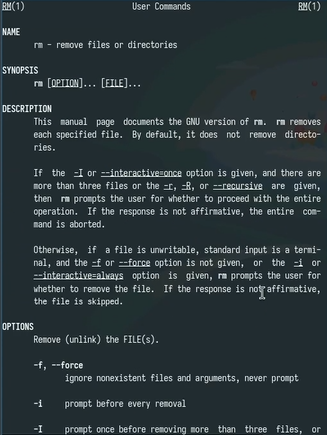 RM(1) User Commands RM(1)
NAME
rm - remove files or directories
SYNOPSIS
rm [OPTION]... [FILE]...
DESCRIPTION
This manual page documents the GNU version of rm. rm removes
each specified file. By default, it does not remove directo-
ries.
If the -I or --interactive=once option is given, and there are
more than three files or the -r, -R, or --recursive are given,
then rm prompts the user for whether to proceed with the entire
operation. If the response is not affirmative, the entire com-
mand is aborted.
Otherwise, if a file is unwritable, standard input is a termi-
nal, and the -f or --force option is not given, or the -i or
--interactive=always option is given, rm prompts the user for
whether to remove the file. If the response is not affirmative,
the file is skipped.
OPTIONS
Remove (unlink) the FILE(s).
-f, --force
ignore nonexistent files and arguments, never prompt
-i prompt before every removal
-I prompt once before removing more than three files, or